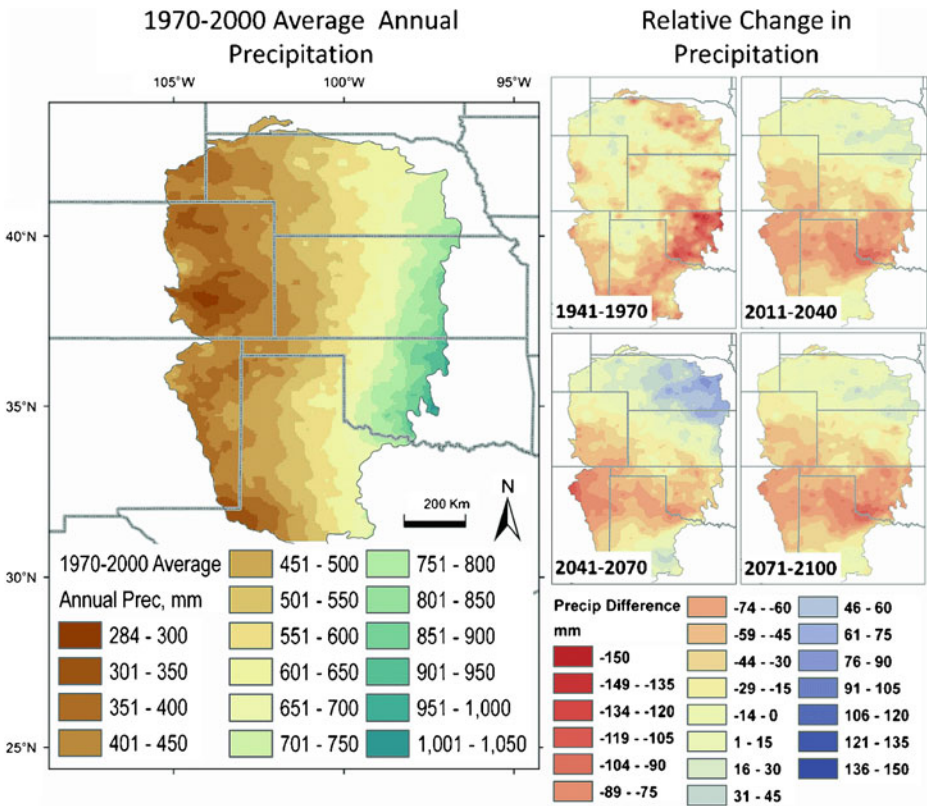 1970-2000 Average Annual
Precipitation
105°W
100°W
95°W
40°N
35°N
30°N
25°N
200 Km
N
1970-2000 Average
Annual Prec, mm
284 - 300
301 - 350
351 - 400
401 - 450
451 - 500
501 - 550
551 - 600
601 - 650
651 - 700
701 - 750
751 - 800
801 - 850
851 - 900
901 - 950
951 - 1,000
1,001 - 1,050
Relative Change in
Precipitation
1941-1970
2011-2040
2041-2070
2071-2100
Precip Difference
mm
-150
-149 - -135
-134 - -120
-119 - -105
-104 - -90
-89 - -75
-74 - -60
-59 - -45
-44 - -30
-29 - -15
-14 - 0
1 - 15
16 - 30
31 - 45
46 - 60
61 - 75
76 - 90
91 - 105
106 - 120
121 - 135
136 - 150